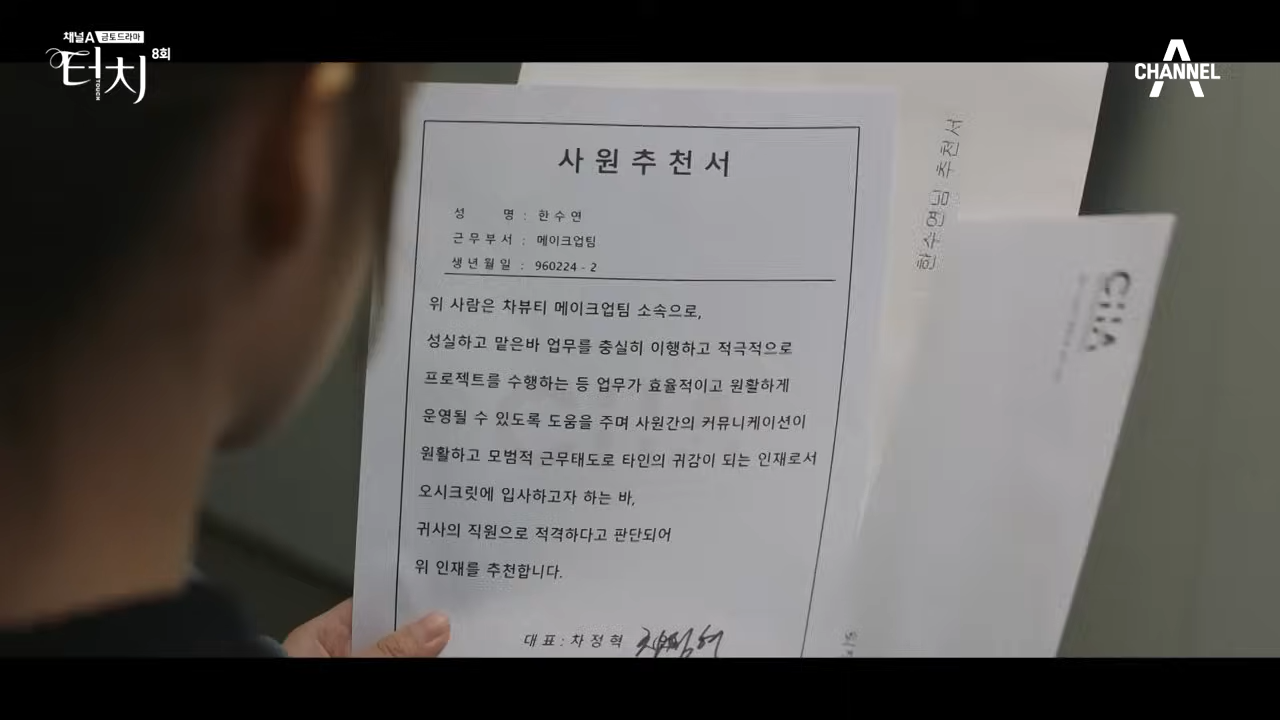 채널A 금토드라마
터치 8회
TOUCH
CHANNEL A
사원추천서
성 명 : 한수연
근무부서 : 메이크업팀
생년월일 : 960224 - 2
위 사람은 차뷰티 메이크업팀 소속으로,
성실하고 맡은바 업무를 충실히 이행하고 적극적으로
프로젝트를 수행하는 등 업무가 효율적이고 원활하게
운영될 수 있도록 도움을 주며 사원간의 커뮤니케이션이
원활하고 모범적 근무태도로 타인의 귀감이 되는 인재로서
오시크릿에 입사하고자 하는 바,
귀사의 직원으로 적격하다고 판단되어
위 인재를 추천합니다.
대표 : 차정혁
한수연님 추천서
CHA